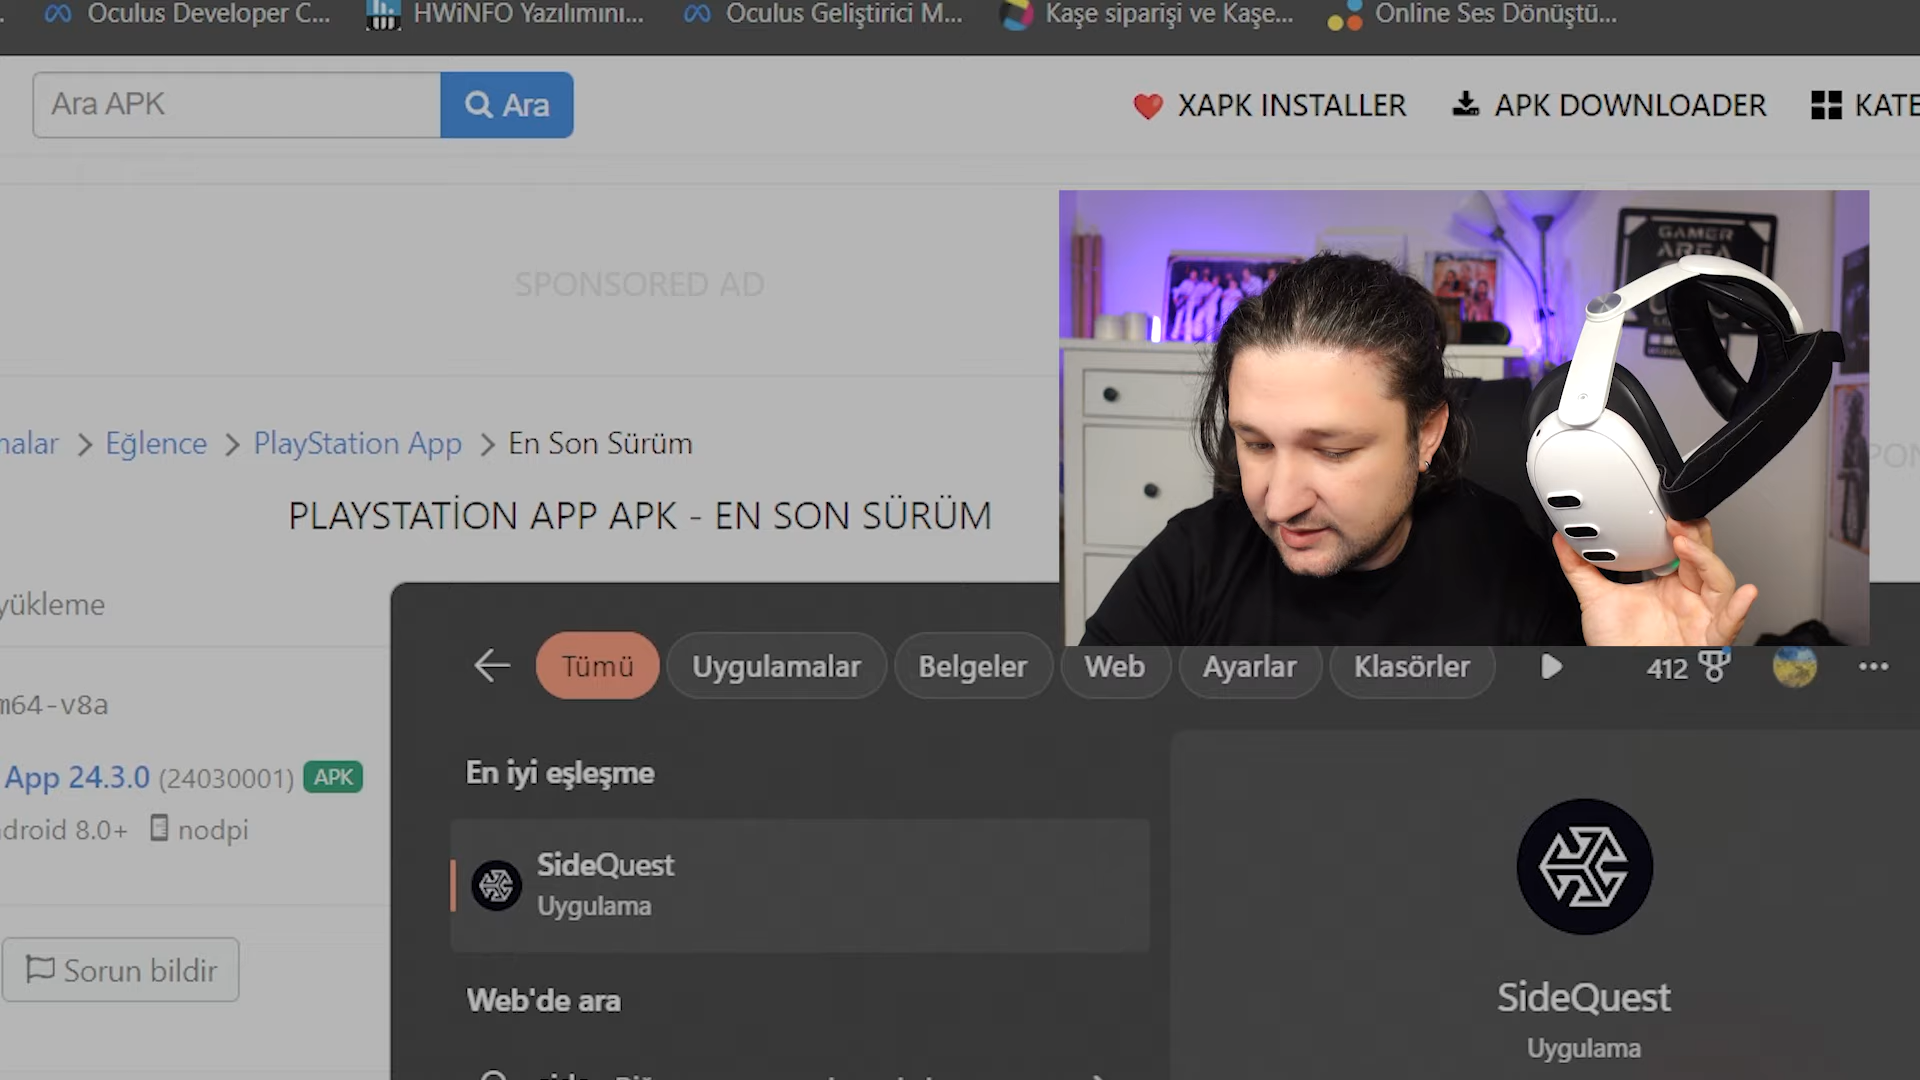 Oculus Developer C...
HWiNFO Yazılımını...
Oculus Geliştirici M...
Kaşe siparişi ve Kaşe...
Online Ses Dönüştü...
Ara APK
Ara
XAPK INSTALLER
APK DOWNLOADER
KATE
SPONSORED AD
GAMER
AREA
malar > Eğlence > PlayStation App > En Son Sürüm
PLAYSTATİON APP APK - EN SON SÜRÜM
yükleme
m64-v8a
App 24.3.0 (24030001) APK
droid 8.0+ nodpi
Sorun bildir
Tümü
Uygulamalar
Belgeler
Web
Ayarlar
Klasörler
412
En iyi eşleşme
SideQuest
Uygulama
Web'de ara
SideQuest
Uygulama